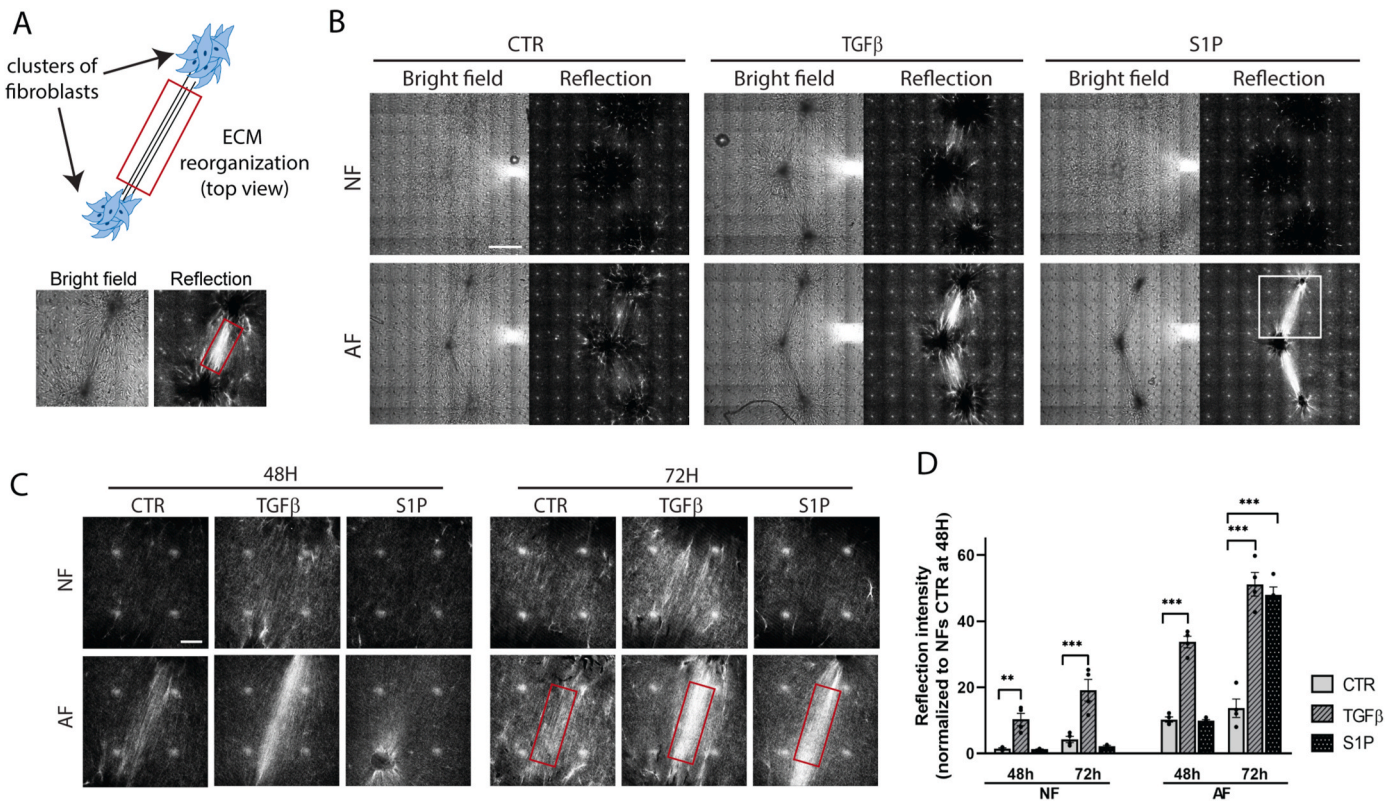 A
clusters of
fibroblasts
ECM
reorganization
(top view)
Bright field
Reflection
B
CTR
TGFβ
S1P
Bright field
Reflection
Bright field
Reflection
Bright field
Reflection
NF
AF
C
48H
72H
CTR
TGFβ
S1P
CTR
TGFβ
S1P
NF
AF
D
Reflection intensity
(normalized to NFs CTR at 48H)
60
40
20
0
**
***
***
***
***
48h
72h
48h
72h
NF
AF
CTR
TGFβ
S1P